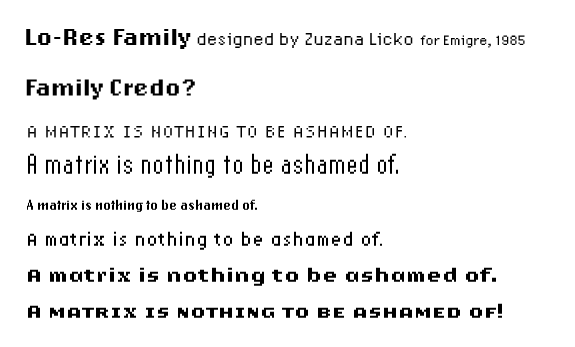 Lo-Res Family designed by Zuzana Licko for Emigre, 1985
Family Credo?
A MATRIX IS NOTHING TO BE ASHAMED OF.
A matrix is nothing to be ashamed of.
A matrix is nothing to be ashamed of.
A matrix is nothing to be ashamed of.
A matrix is nothing to be ashamed of.
A MATRIX IS NOTHING TO BE ASHAMED OF!